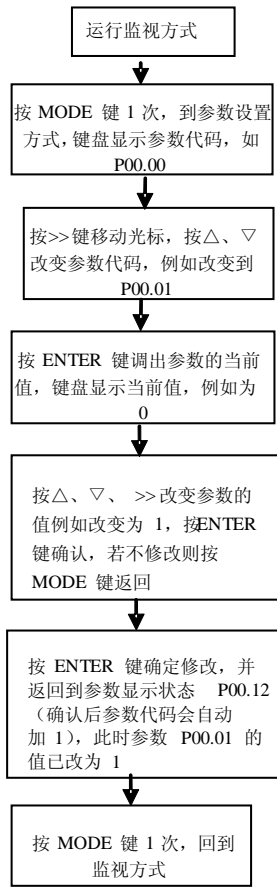 运行监视方式
按 MODE 键 1 次，到参数设置
方式，键盘显示参数代码，如
P00.00
按>>键移动光标，按△、▽
改变参数代码，例如改变到
P00.01
按 ENTER 键调出参数的当前
值，键盘显示当前值，例如为
0
按△、▽、 >>改变参数的
值例如改变为 1，按ENTER
键确认，若不修改则按
MODE 键返回
按 ENTER 键确定修改，并
返回到参数显示状态 P00.12
（确认后参数代码会自动
加 1），此时参数 P00.01 的
值已改为 1
按 MODE 键 1 次，回到
监视方式